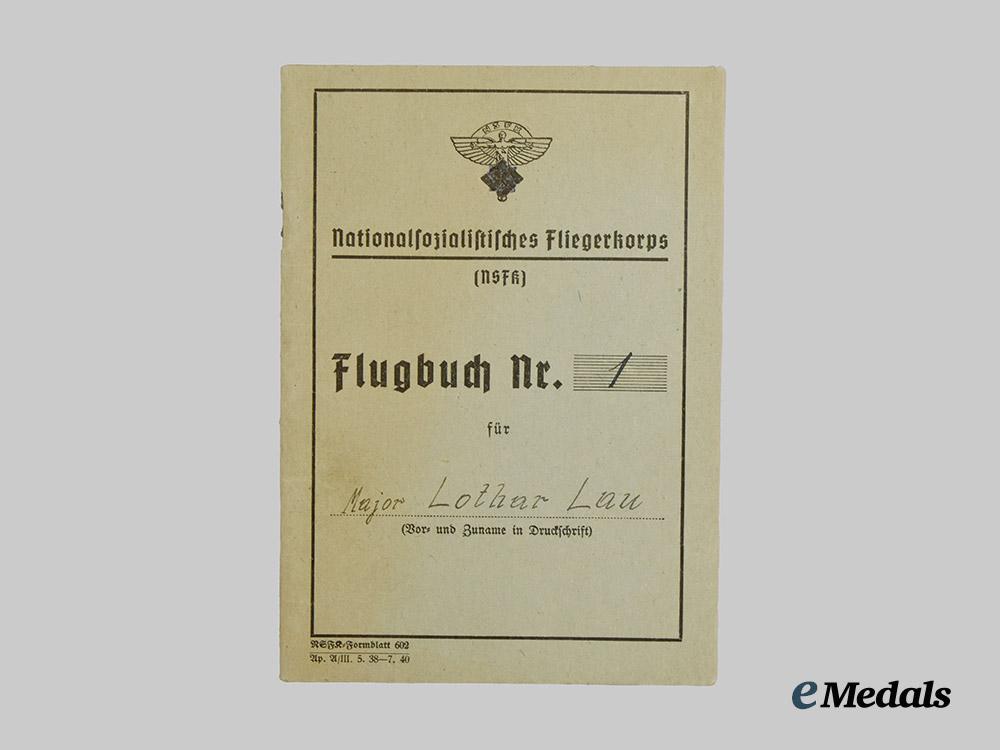 Nationalsozialistisches Fliegerkorps
(NSFK)
Flugbuch Nr. 1
für
Major Lothar Lau
(Vor- und Zuname in Druckschrift)
NSFK-Formblatt 602
Ap. A/III. 5. 38—7. 40
eMedals